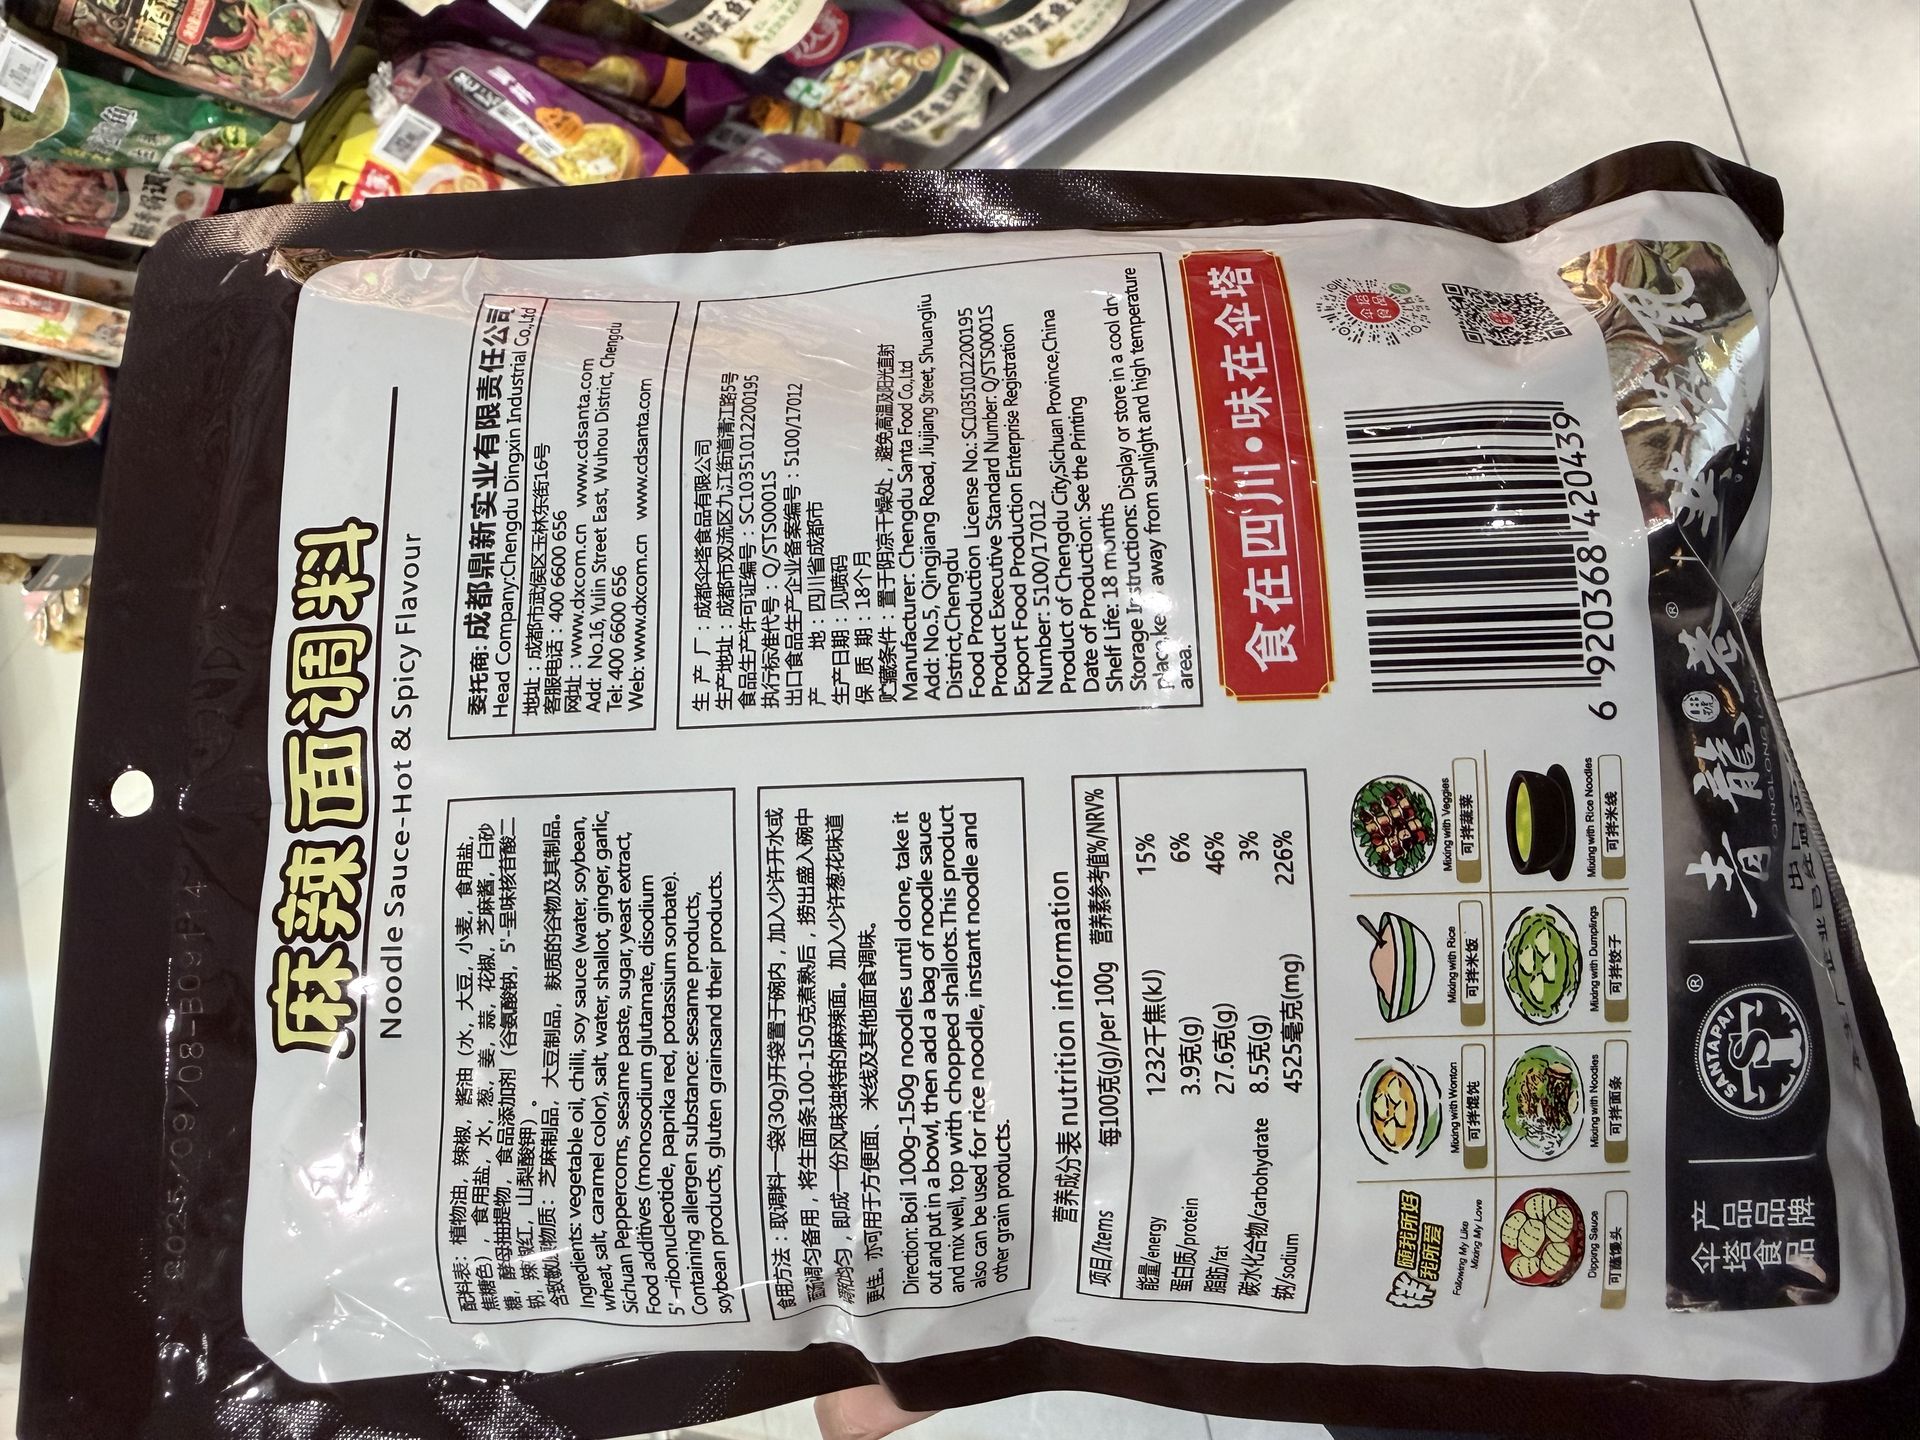 2025/09/08-B091F14
麻辣面调料
Noodle Sauce-Hot & Spicy Flavour
配料表：植物油，辣椒，酱油（水，大豆，小麦，食用盐，
焦糖色），食用盐，水，葱，姜，蒜，花椒，芝麻酱，白砂
糖，酵母抽提物，食品添加剂（谷氨酸钠，5'-呈味核苷酸二
钠，辣椒红，山梨酸钾）。
含致敏原物质：芝麻制品，大豆制品，麸质的谷物及其制品。
Ingredients: vegetable oil, chilli, soy sauce (water, soybean,
wheat, salt, caramel color), salt, water, shallot, ginger, garlic,
Sichuan Peppercorns, sesame paste, sugar, yeast extract,
Food additives (monosodium glutamate, disodium
5'-ribonucleotide, paprika red, potassium sorbate).
Containing allergen substance: sesame products,
soybean products, gluten grainsand their products.
食用方法：取调料一袋(30g)开袋置于碗内，加入少许开水或
面汤调匀备用，将生面条100-150克煮熟后，捞出盛入碗中
调匀，即成一份风味独特的麻辣面。加入少许葱花味道
更佳。亦可用于方便面、米线及其他面食调味。
Direction: Boil 100g-150g noodles until done, take it
out and put in a bowl, then add a bag of noodle sauce
and mix well, top with chopped shallots.This product
also can be used for rice noodle, instant noodle and
other grain products.
营养成分表 nutrition information
项目/Items 每100克(g)/per 100g 营养素参考值%/NRV%
能量/energy 1232千焦(kJ) 15%
蛋白质/protein 3.9克(g) 6%
脂肪/fat 27.6克(g) 46%
碳水化合物/carbohydrate 8.5克(g) 3%
钠/sodium 4525毫克(mg) 226%
委托商: 成都鼎新实业有限责任公司
Head Company:Chengdu Dingxin Industrial Co.,Ltd
地址：成都市武侯区玉林东街16号
客服电话：400 6600 656
网址：www.dxcom.cn www.cdsanta.com
Add: No.16, Yulin Street East, Wuhou District, Chengdu
Tel: 400 6600 656
Web: www.dxcom.cn www.cdsanta.com
生 产 厂：成都伞塔食品有限公司
生产地址：成都市双流区九江街道清江路5号
食品生产许可证编号：SC10351012200195
执行标准代号：Q/STS0001S
出口食品生产企业备案编号：5100/17012
产 地：四川省成都市
生产日期：见喷码
保 质 期：18个月
贮藏条件：置于阴凉干燥处，避免高温及阳光直射
Manufacturer: Chengdu Santa Food Co.,Ltd
Add: No.5, Qingjiang Road, Jiujiang Street, Shuangliu
District,Chengdu
Food Production License No.: SC10351012200195
Product Executive Standard Number: Q/STS0001S
Export Food Production Enterprise Registration
Number: 5100/17012
Product of Chengdu City,Sichuan Province,China
Date of Production: See the Printing
Shelf Life: 18 months
Storage Instructions: Display or store in a cool dry
place,keep away from sunlight and high temperature
area.
食在四川·味在伞塔
拌 随我所好
我所爱
Following My Like
Mixing My Love
Mixing with Wonton
可拌馄饨
Mixing with Rice
可拌米饭
Mixing with Veggies
可拌蔬菜
Dipping Sauce
可蘸馒头
Mixing with Noodles
可拌面条
Mixing with Dumplings
可拌饺子
Mixing with Rice Noodles
可拌米线
6 920368 420439
伞塔食品
产品品牌
SANTAPAI
®
青龍巷
®